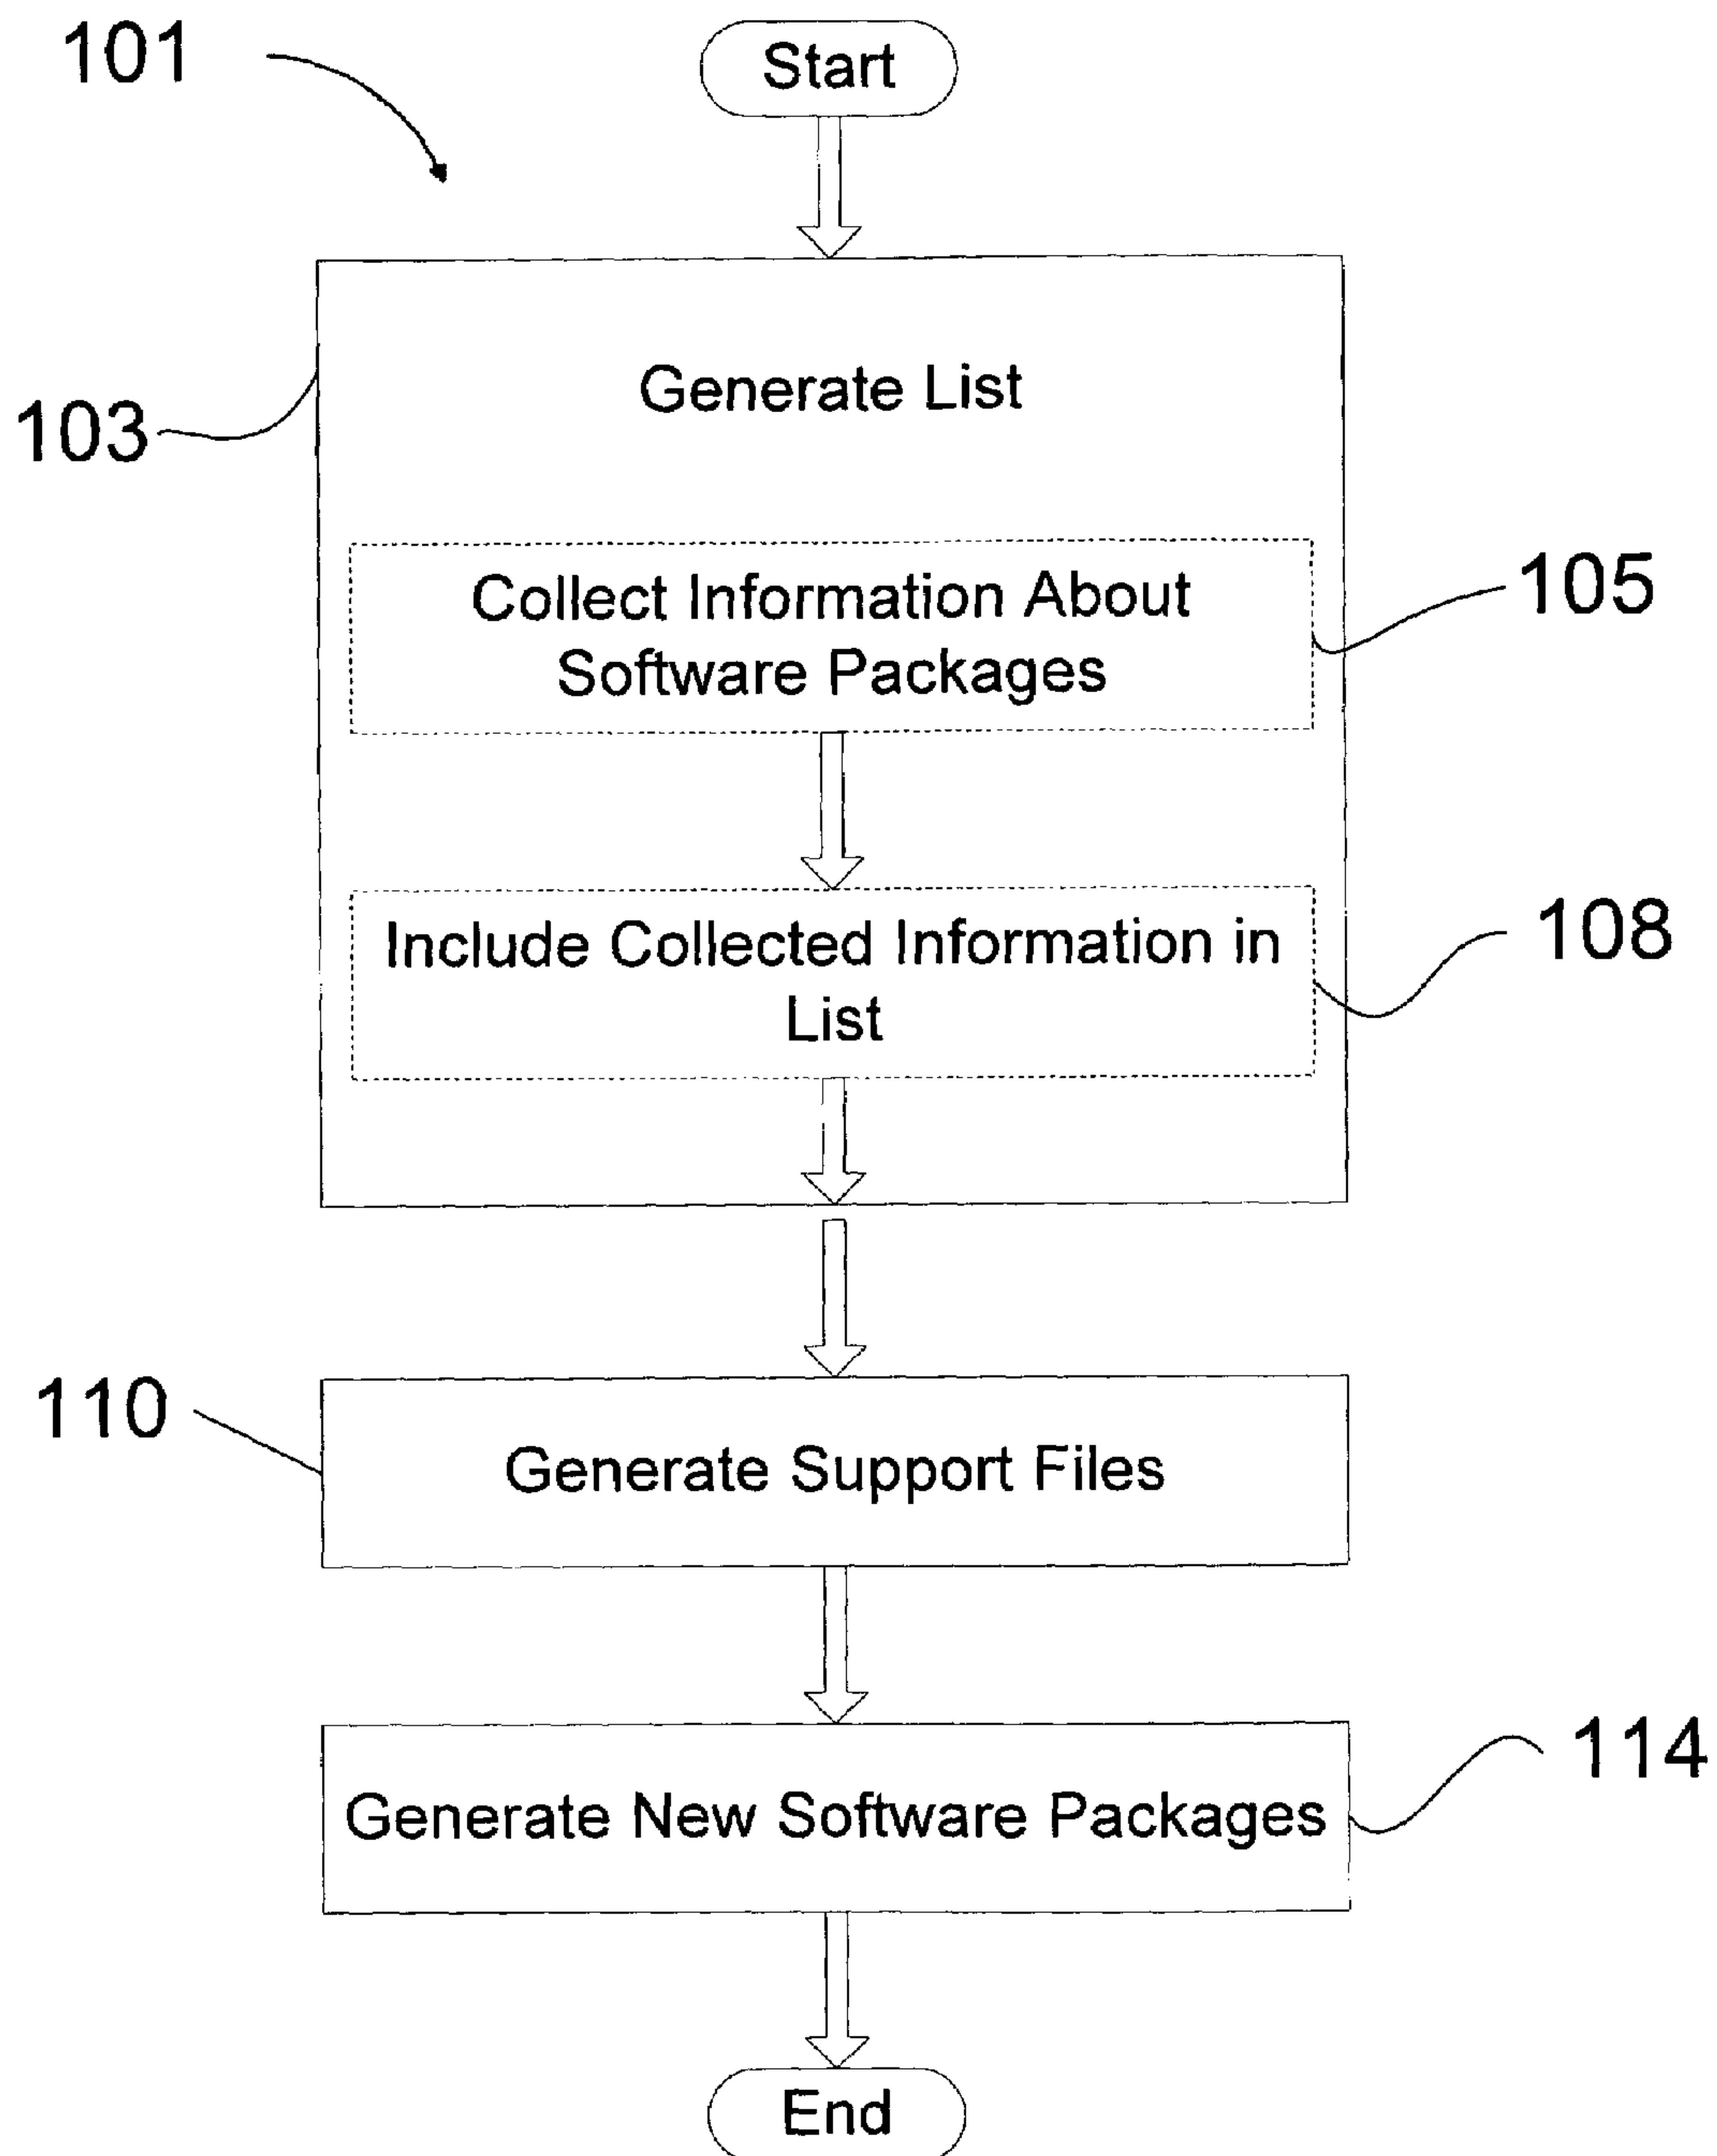 101
Start
Generate List
103
Collect Information About
Software Packages
105
Include Collected Information in
List
108
110
Generate Support Files
114
Generate New Software Packages
End